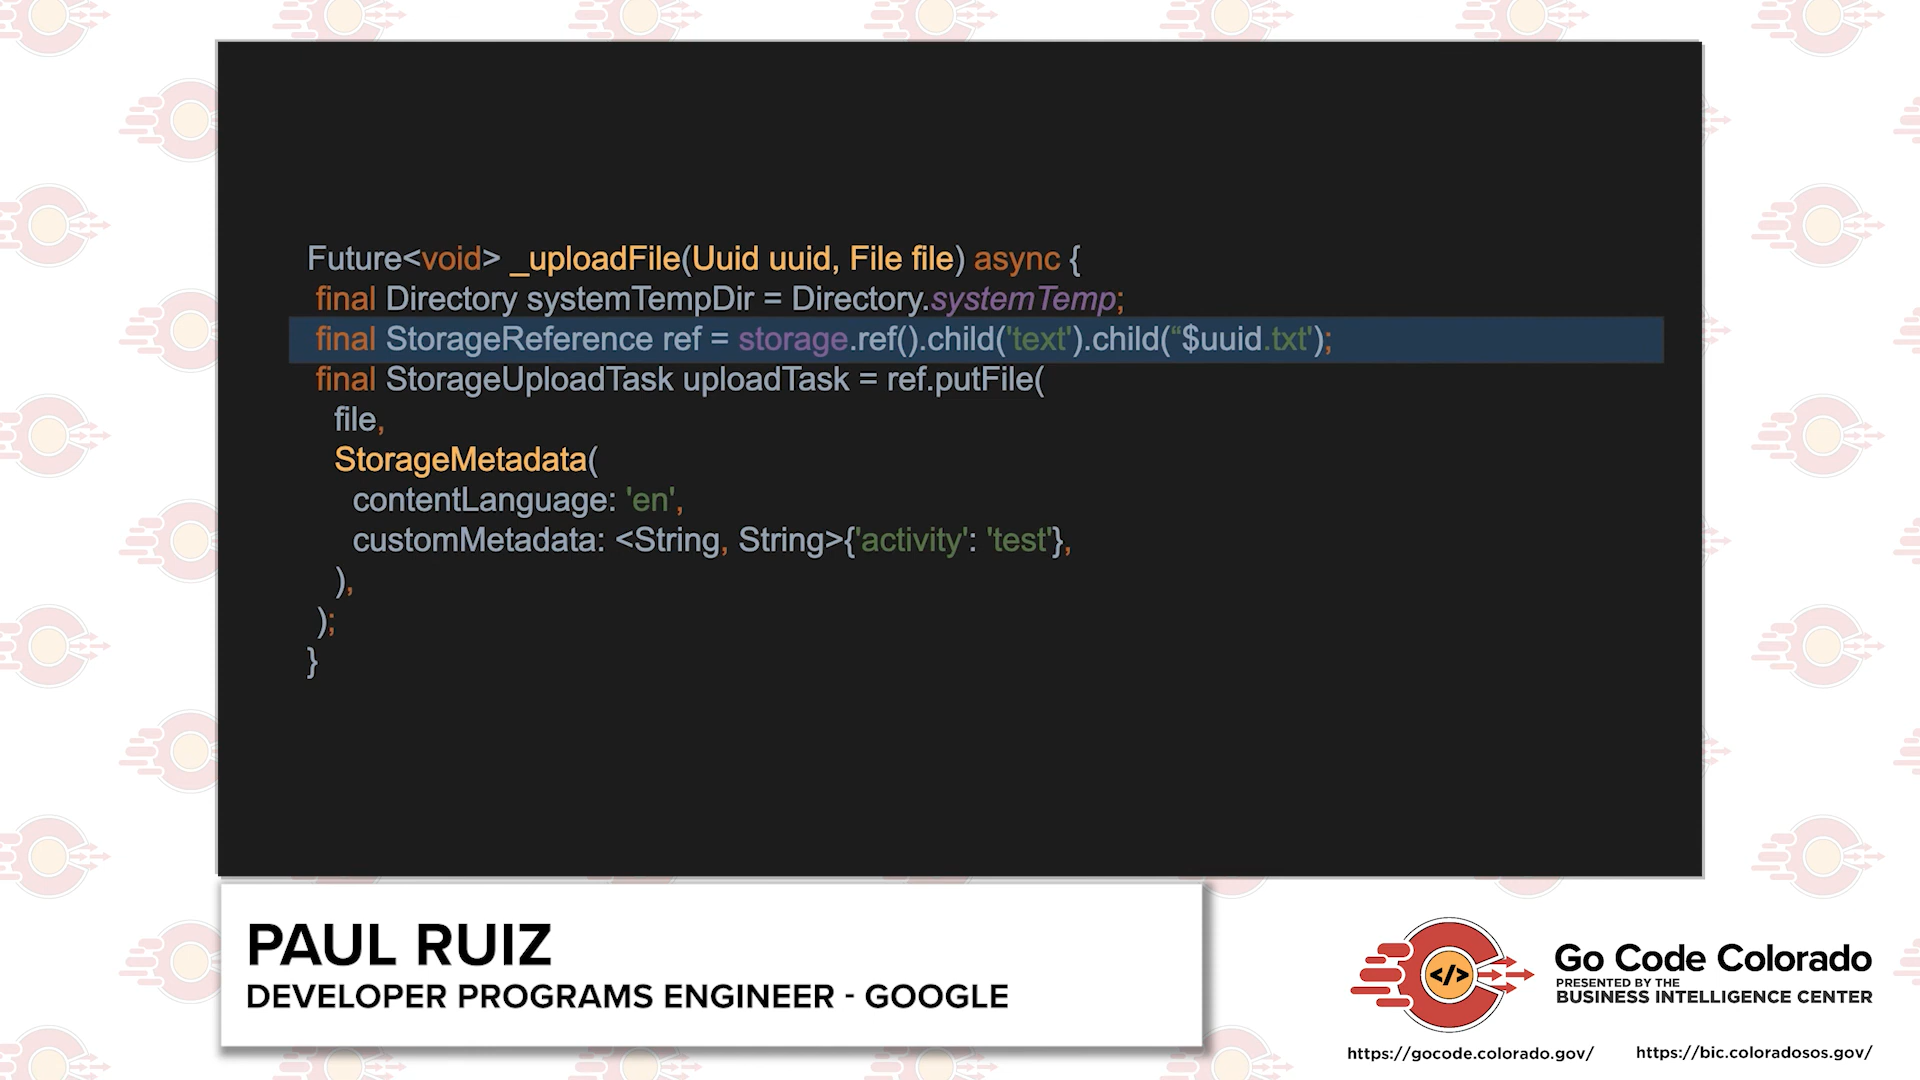 Future<void> _uploadFile(Uuid uuid, File file) async {
final Directory systemTempDir = Directory.systemTemp;
final StorageReference ref = storage.ref().child('text').child(“$uuid.txt');
final StorageUploadTask uploadTask = ref.putFile(
file,
StorageMetadata(
contentLanguage: 'en',
customMetadata: <String, String>{'activity': 'test'},
),
);
}
PAUL RUIZ
DEVELOPER PROGRAMS ENGINEER - GOOGLE
</>
Go Code Colorado
PRESENTED BY THE
BUSINESS INTELLIGENCE CENTER
https://gocode.colorado.gov/ https://bic.coloradosos.gov/